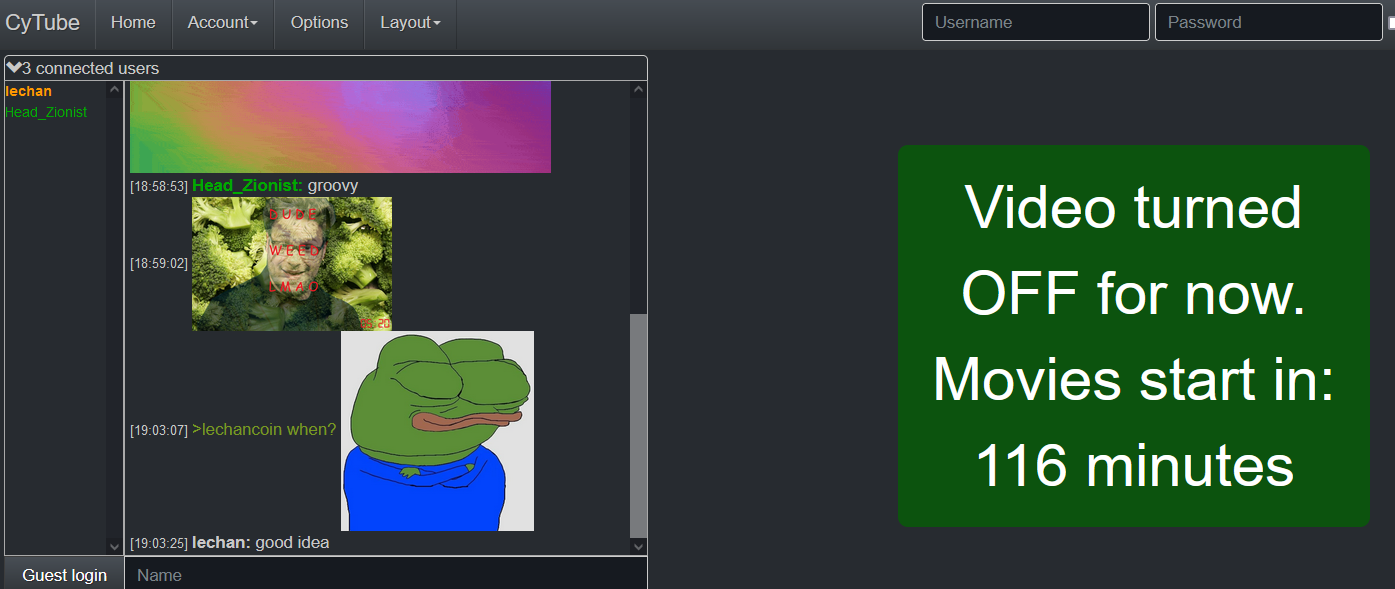 CyTube Home Account Options Layout Username Password
3 connected users
lechan
Head_Zionist
[18:58:53] Head_Zionist: groovy
DUDE
[18:59:02] WEED
LMAO
[19:03:07] >lechancoin when?
[19:03:25] lechan: good idea
Guest login Name
Video turned
OFF for now.
Movies start in:
116 minutes